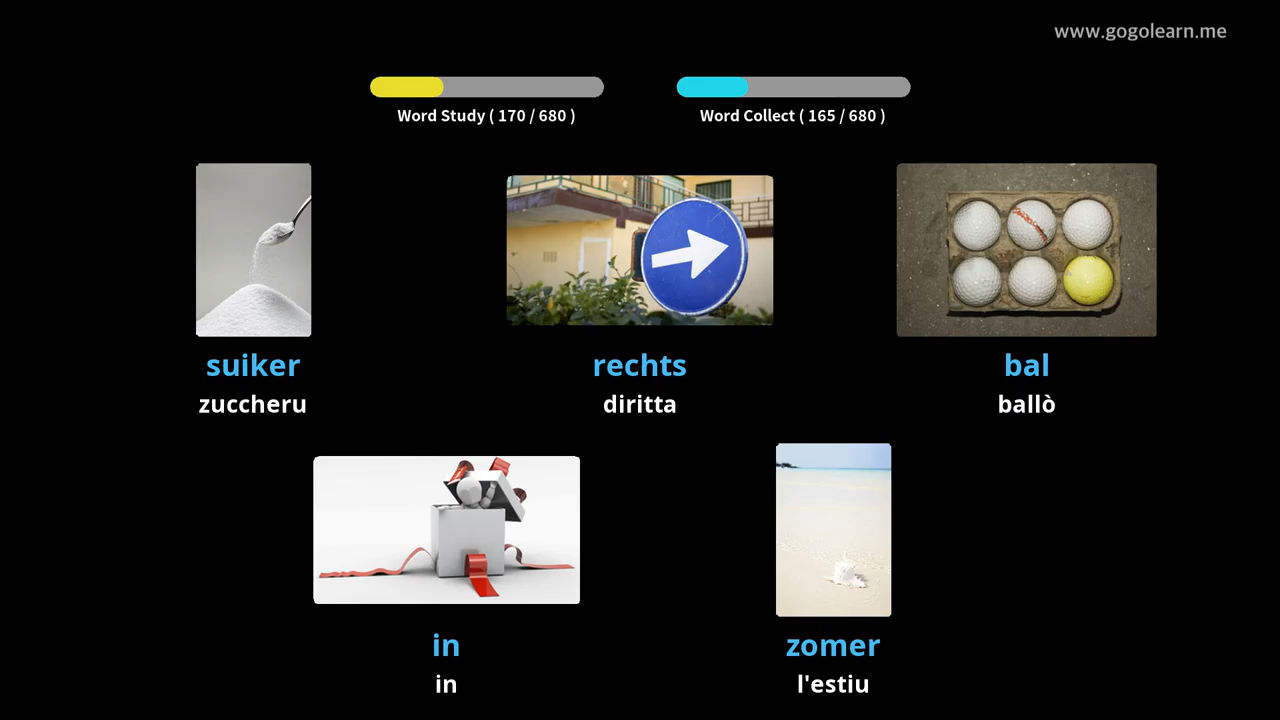 www.gogolearn.me
Word Study ( 170 / 680 )
Word Collect ( 165 / 680 )
suiker
zuccheru
rechts
diritta
bal
ballò
in
in
zomer
l'estiu